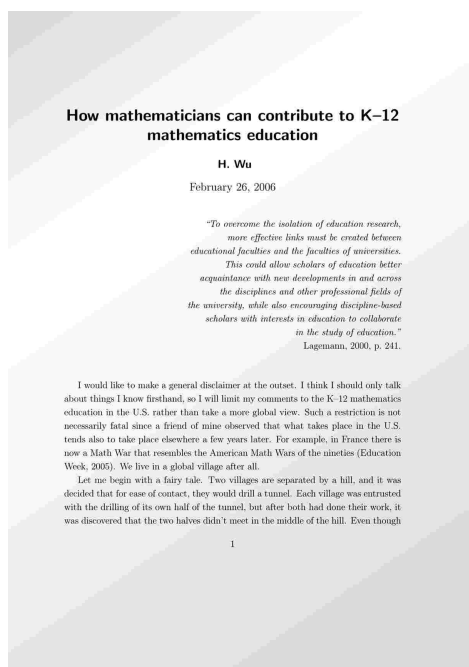 How mathematicians can contribute to K–12
mathematics education
H. Wu
February 26, 2006
“To overcome the isolation of education research,
more effective links must be created between
educational faculties and the faculties of universities.
This could allow scholars of education better
acquaintance with new developments in and across
the disciplines and other professional fields of
the university, while also encouraging discipline-based
scholars with interests in education to collaborate
in the study of education.”
Lagemann, 2000, p. 241.
I would like to make a general disclaimer at the outset. I think I should only talk
about things I know firsthand, so I will limit my comments to the K–12 mathematics
education in the U.S. rather than take a more global view. Such a restriction is not
necessarily fatal since a friend of mine observed that what takes place in the U.S.
tends also to take place elsewhere a few years later. For example, in France there is
now a Math War that resembles the American Math Wars of the nineties (Education
Week, 2005). We live in a global village after all.
Let me begin with a fairy tale. Two villages are separated by a hill, and it was
decided that for ease of contact, they would drill a tunnel. Each village was entrusted
with the drilling of its own half of the tunnel, but after both had done their work, it
was discovered that the two halves didn’t meet in the middle of the hill. Even though
1